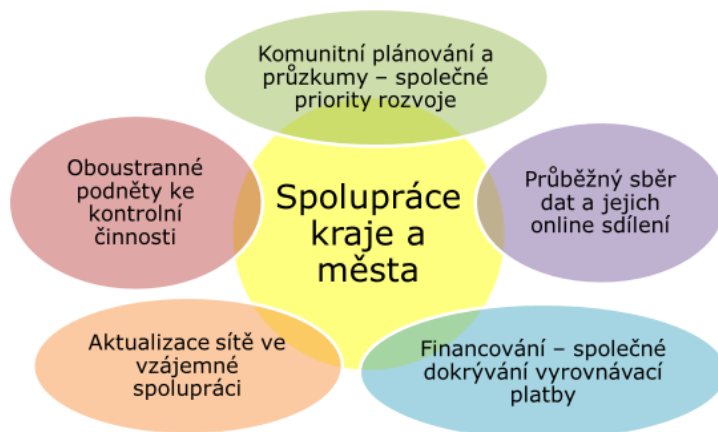 Komunitní plánování a
průzkumy – společné
priority rozvoje
Oboustranné
podněty ke
kontrolní
činnosti
Spolupráce
kraje a
města
Průběžný sběr
dat a jejich
online sdílení
Aktualizace sítě ve
vzájemné
spolupráci
Financování – společné
dokrývání vyrovnávací
platby